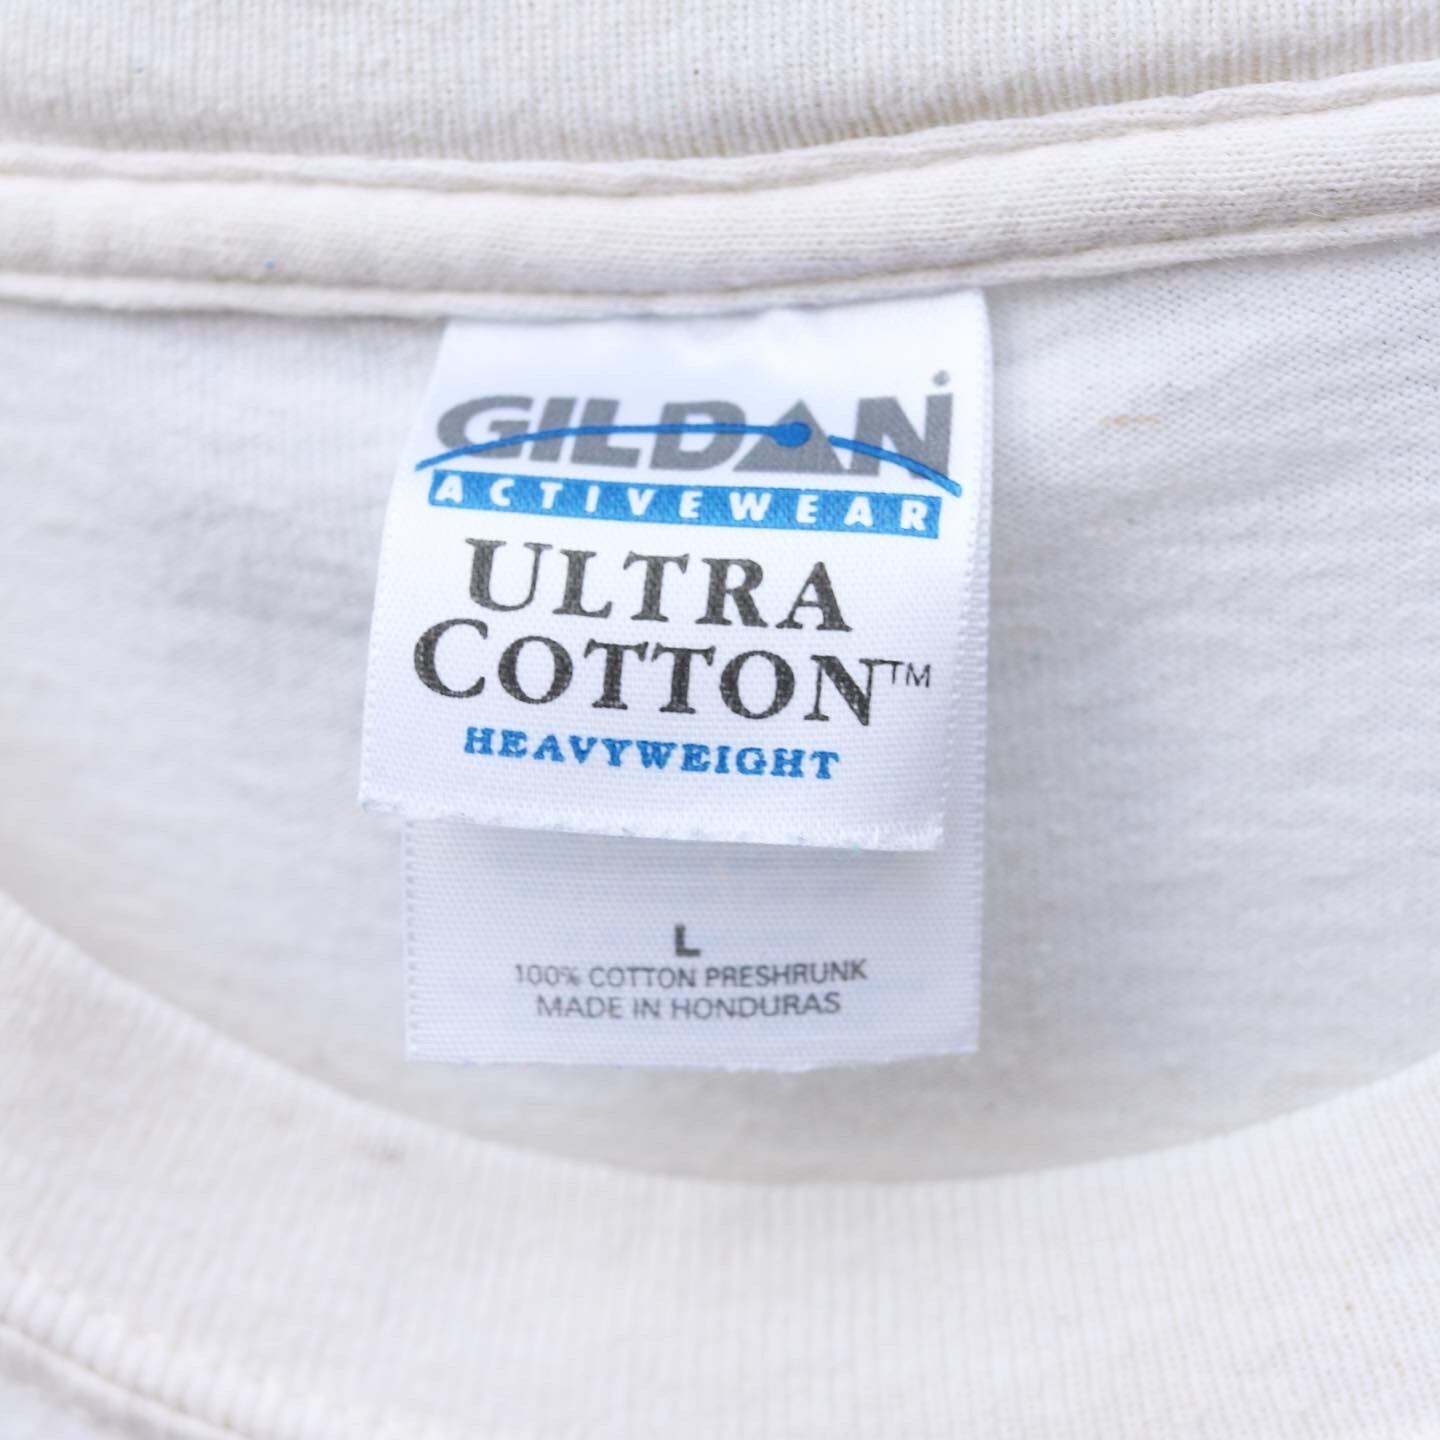 GILDAN®
ACTIVEWEAR
ULTRA
COTTON™
HEAVYWEIGHT
L
100% COTTON PRESHRUNK
MADE IN HONDURAS